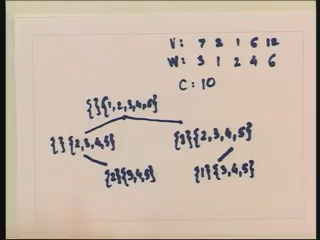 V: 7 2 1 6 12
W: 3 1 2 4 6
C: 10
{}{1,2,3,4,5}
{}{2,3,4,5} {1}{2,3,4,5}
{2}{3,4,5} {1}{3,4,5}